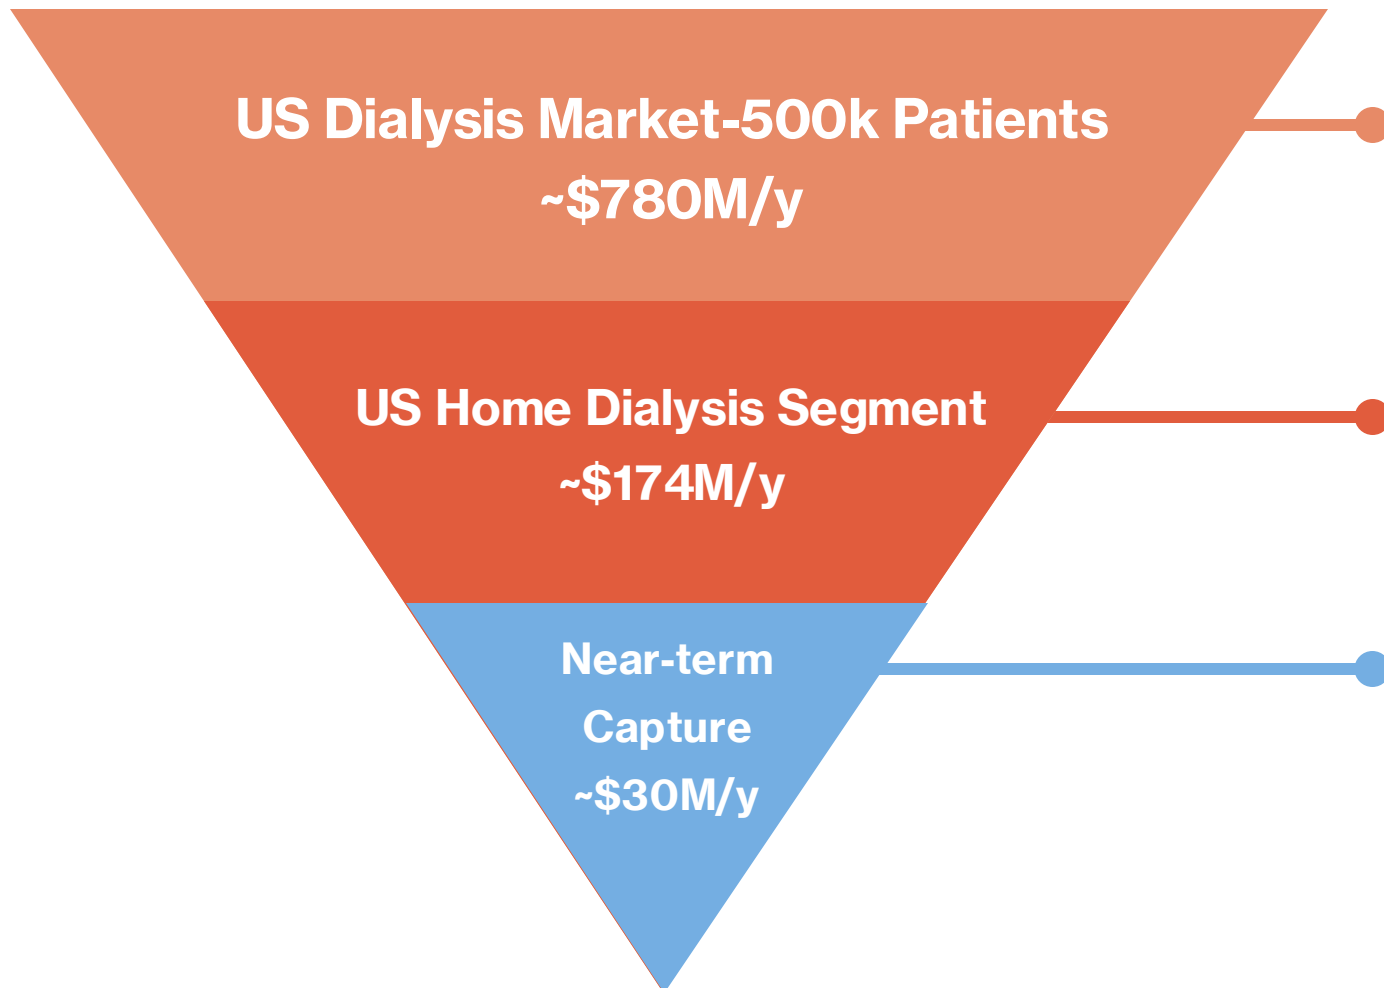 US Dialysis Market-500k Patients
~$780M/y
US Home Dialysis Segment
~$174M/y
Near-term
Capture
~$30M/y